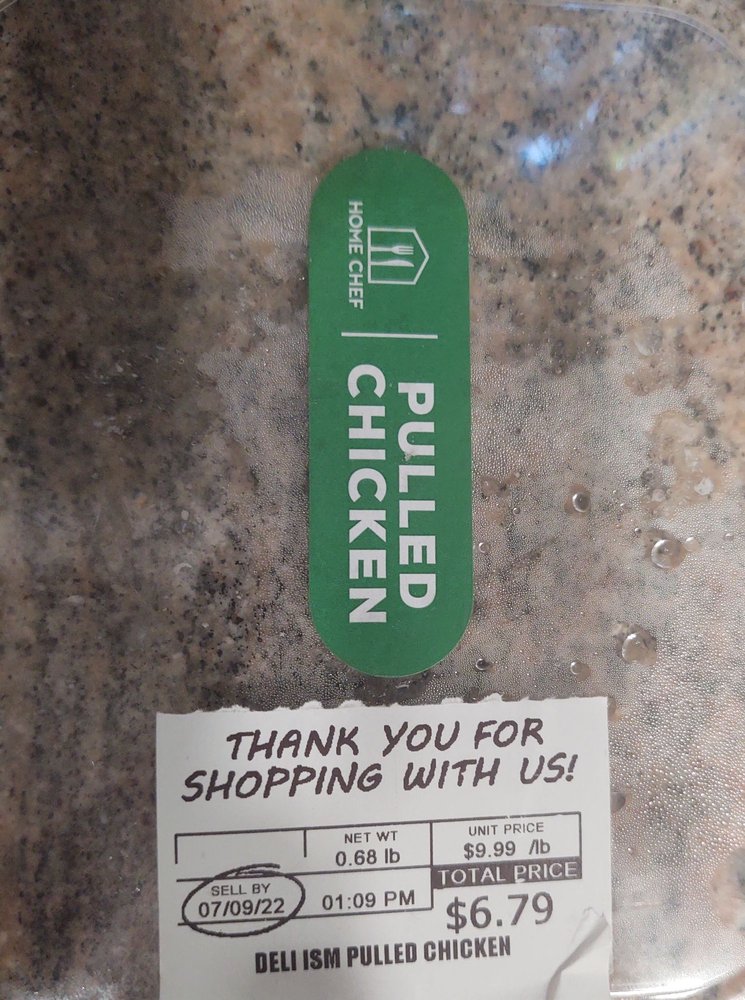 HOME CHEF
PULLED
CHICKEN
THANK YOU FOR
SHOPPING WITH US!
NET WT
0.68 lb
UNIT PRICE
$9.99 /lb
SELL BY
07/09/22
01:09 PM
TOTAL PRICE
$6.79
DELI ISM PULLED CHICKEN